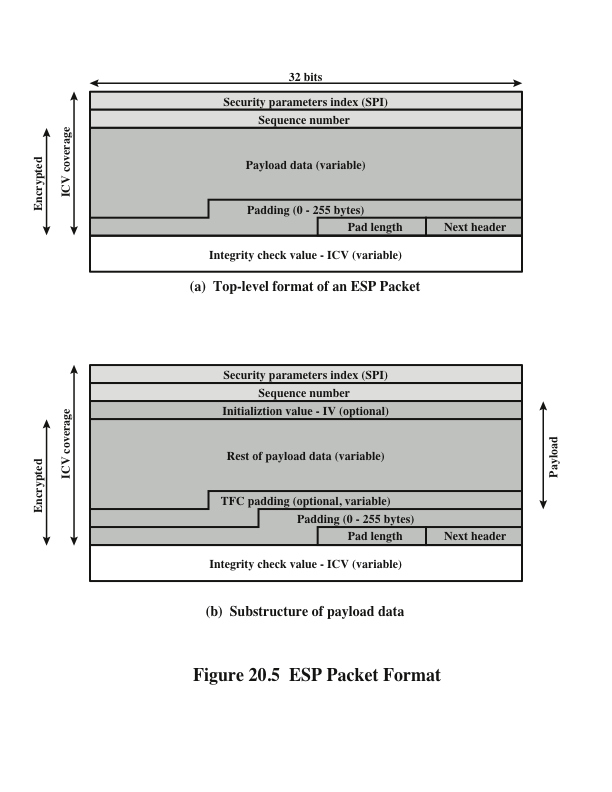 32 bits
Security parameters index (SPI)
Sequence number
Payload data (variable)
Padding (0 - 255 bytes)
Pad length Next header
Integrity check value - ICV (variable)
Encrypted
ICV coverage
(a) Top-level format of an ESP Packet
Security parameters index (SPI)
Sequence number
Initializtion value - IV (optional)
Rest of payload data (variable)
TFC padding (optional, variable)
Padding (0 - 255 bytes)
Pad length Next header
Integrity check value - ICV (variable)
Encrypted
ICV coverage
Payload
(b) Substructure of payload data
Figure 20.5 ESP Packet Format